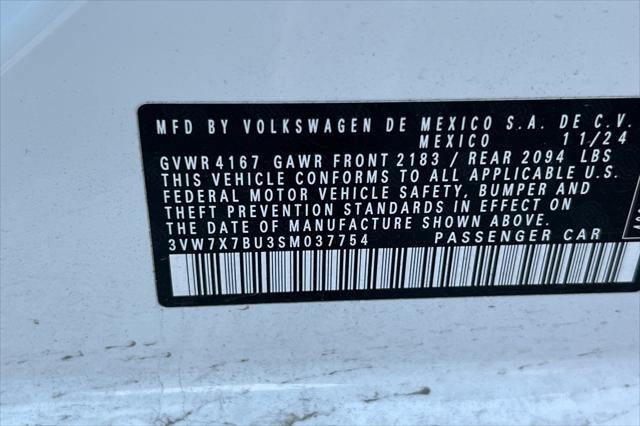 MFD BY VOLKSWAGEN DE MEXICO S.A. DE C.V.
MEXICO 11/24
GVWR 4167 GAWR FRONT 2183 / REAR 2094 LBS
THIS VEHICLE CONFORMS TO ALL APPLICABLE U.S.
FEDERAL MOTOR VEHICLE SAFETY, BUMPER AND
THEFT PREVENTION STANDARDS IN EFFECT ON
THE DATE OF MANUFACTURE SHOWN ABOVE.
3VW7X7BU3SM037754 PASSENGER CAR